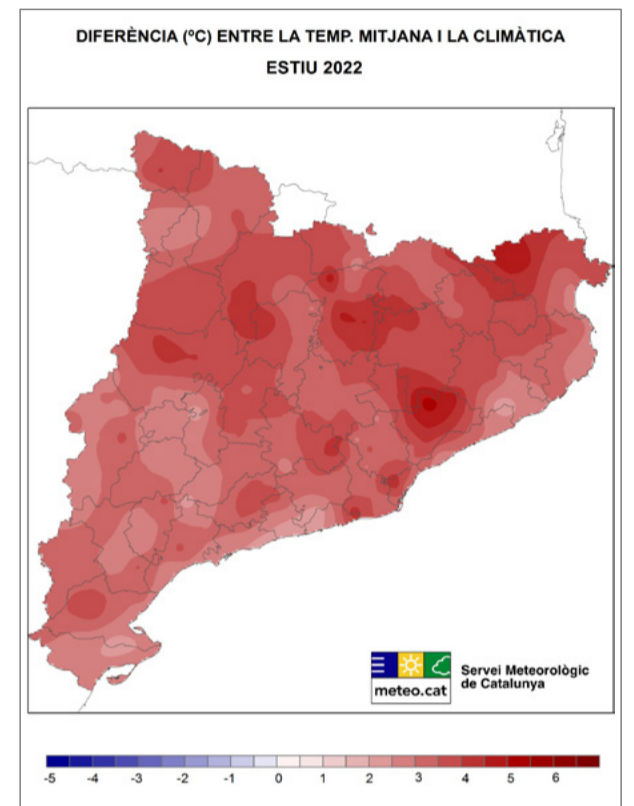 DIFERÈNCIA (ºC) ENTRE LA TEMP. MITJANA I LA CLIMÀTICA
ESTIU 2022
meteo.cat
Servei Meteorològic
de Catalunya
-5 -4 -3 -2 -1 0 1 2 3 4 5 6